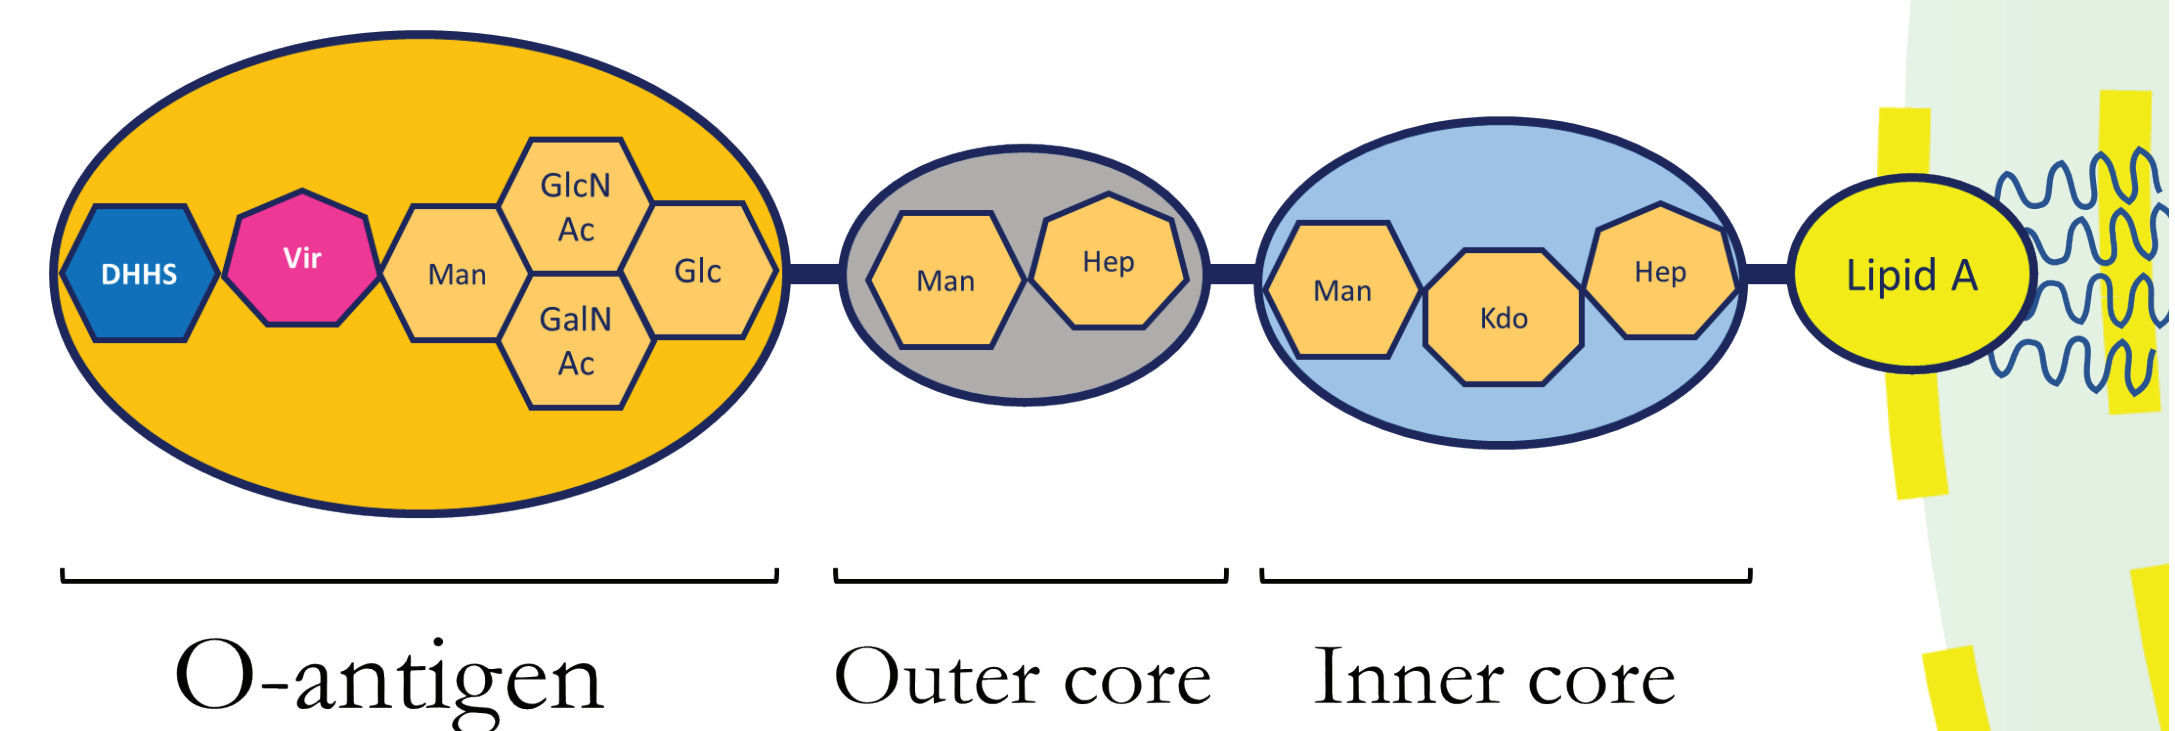 DHHS
Vir
Man
GlcN
Ac
GalN
Ac
Glc
Man
Hep
Man
Kdo
Hep
Lipid A
O-antigen
Outer core
Inner core